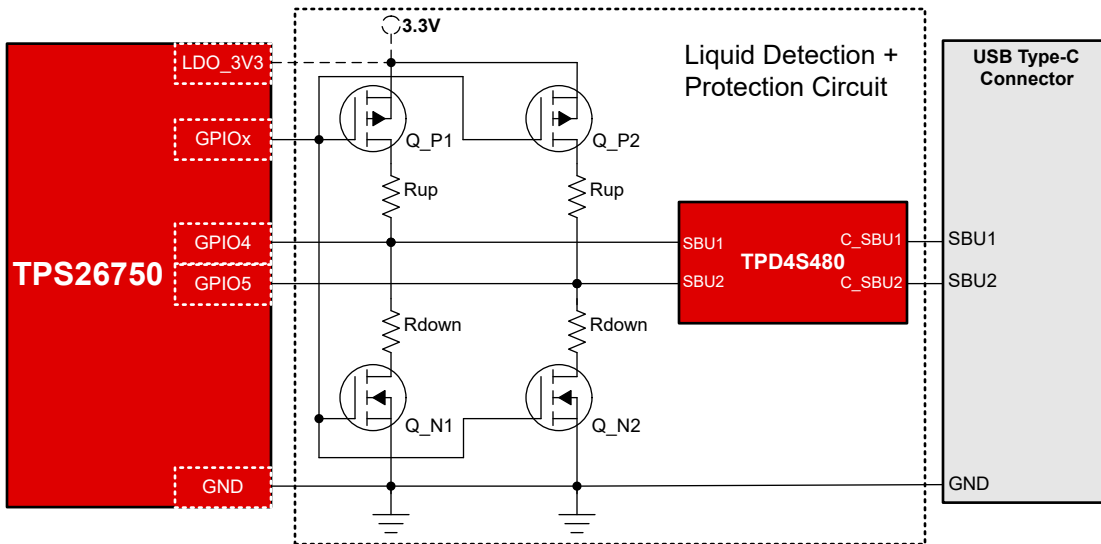 3.3V
LDO_3V3
Liquid Detection +
Protection Circuit
USB Type-C
Connector
GPIOx
Q_P1
Q_P2
Rup
Rup
GPIO4
SBU1
C_SBU1
SBU1
TPS26750
TPD4S480
GPIO5
SBU2
C_SBU2
SBU2
Rdown
Rdown
Q_N1
Q_N2
GND
GND